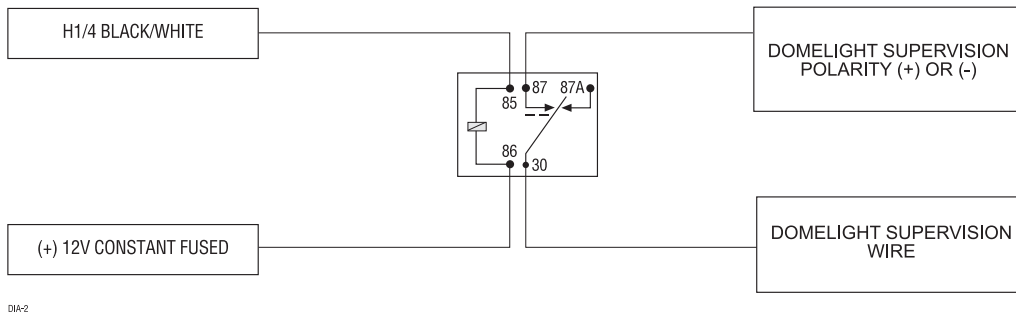 H1/4 BLACK/WHITE
DOMELIGHT SUPERVISION
POLARITY (+) OR (-)
87 87A
85
86
30
(+) 12V CONSTANT FUSED
DOMELIGHT SUPERVISION
WIRE
DIA-2